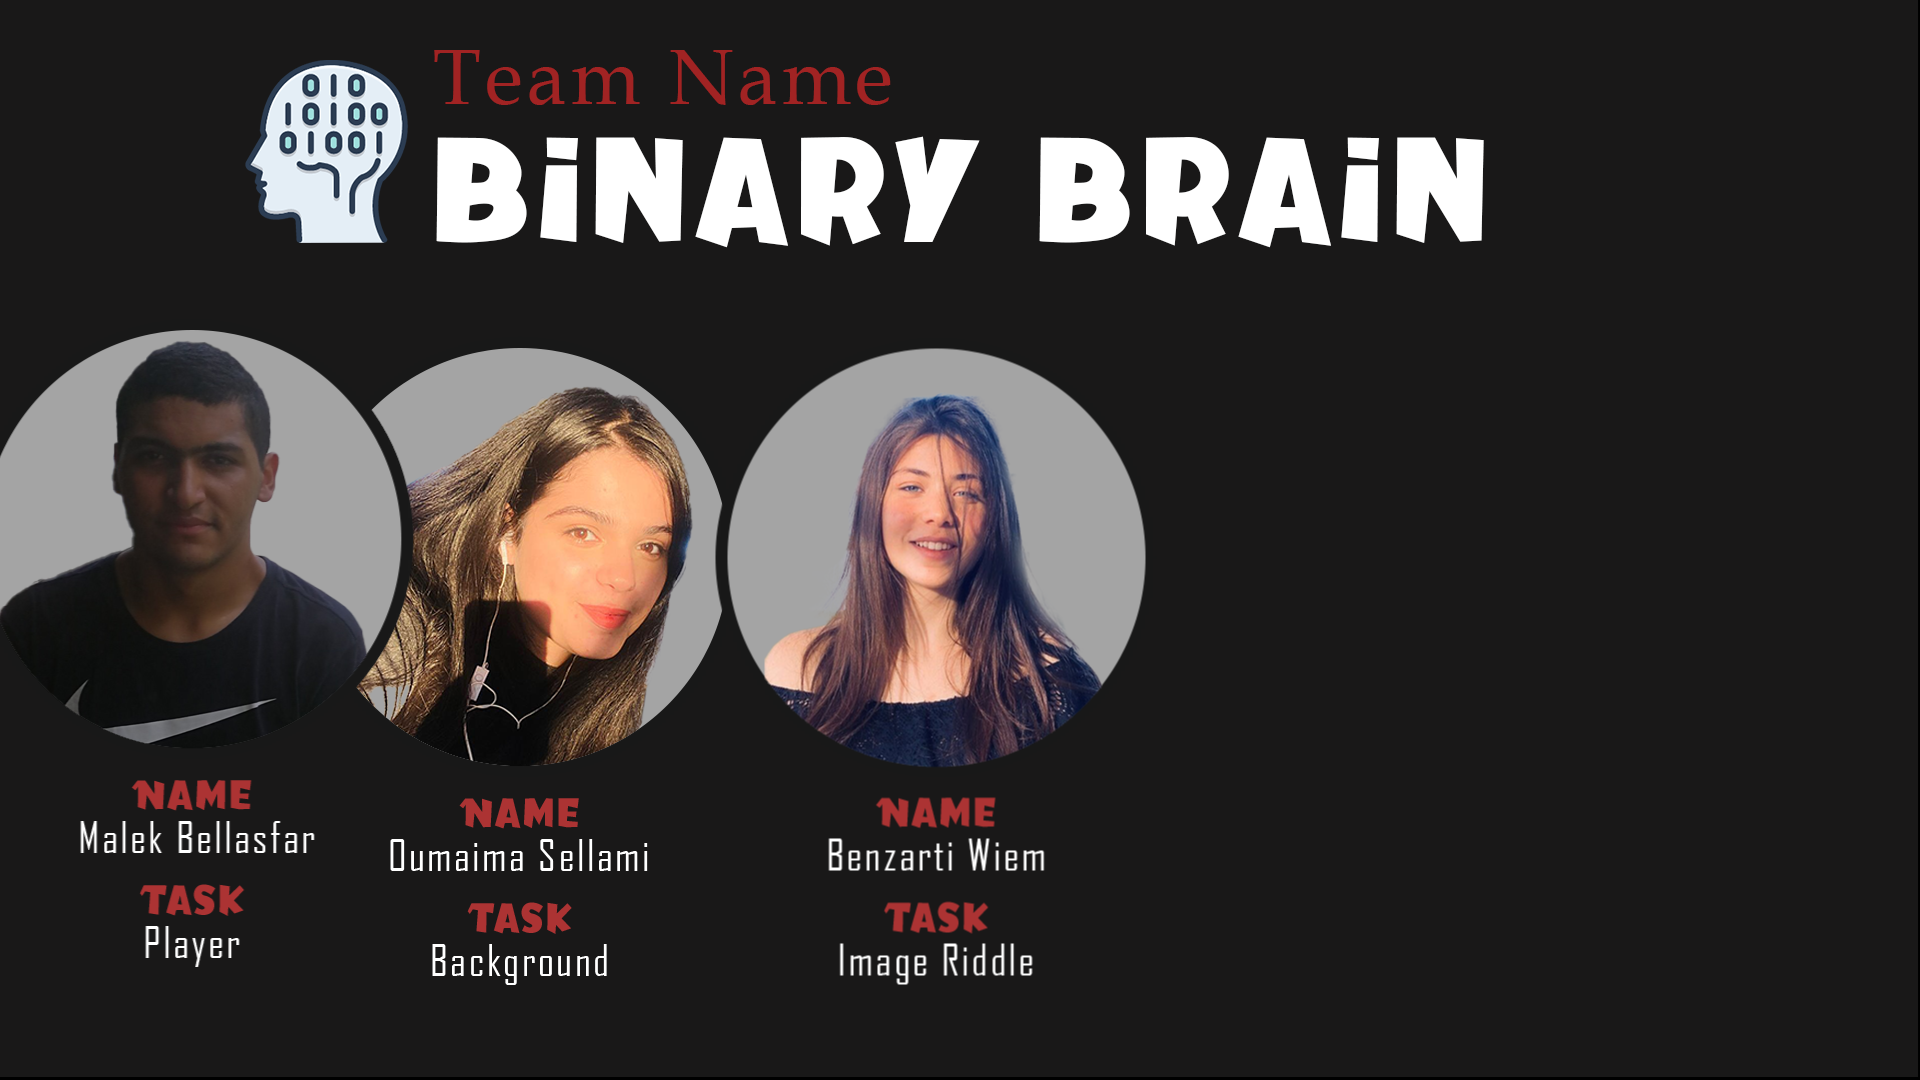 Team Name
BiNARY BRAiN
010
10100
01001
NAME
Malek Bellasfar
TASK
Player
NAME
Oumaima Sellami
TASK
Background
NAME
Benzarti Wiem
TASK
Image Riddle